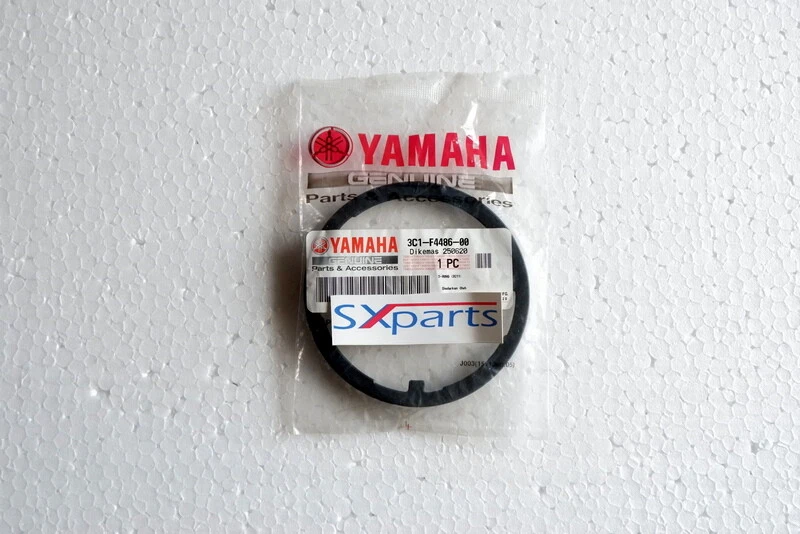 YAMAHA
GENUINE
Parts & Accessories
YAMAHA
GENUINE
Parts & Accessories
3C1-F4486-00
Dikemas 250620
1 PC
SXparts